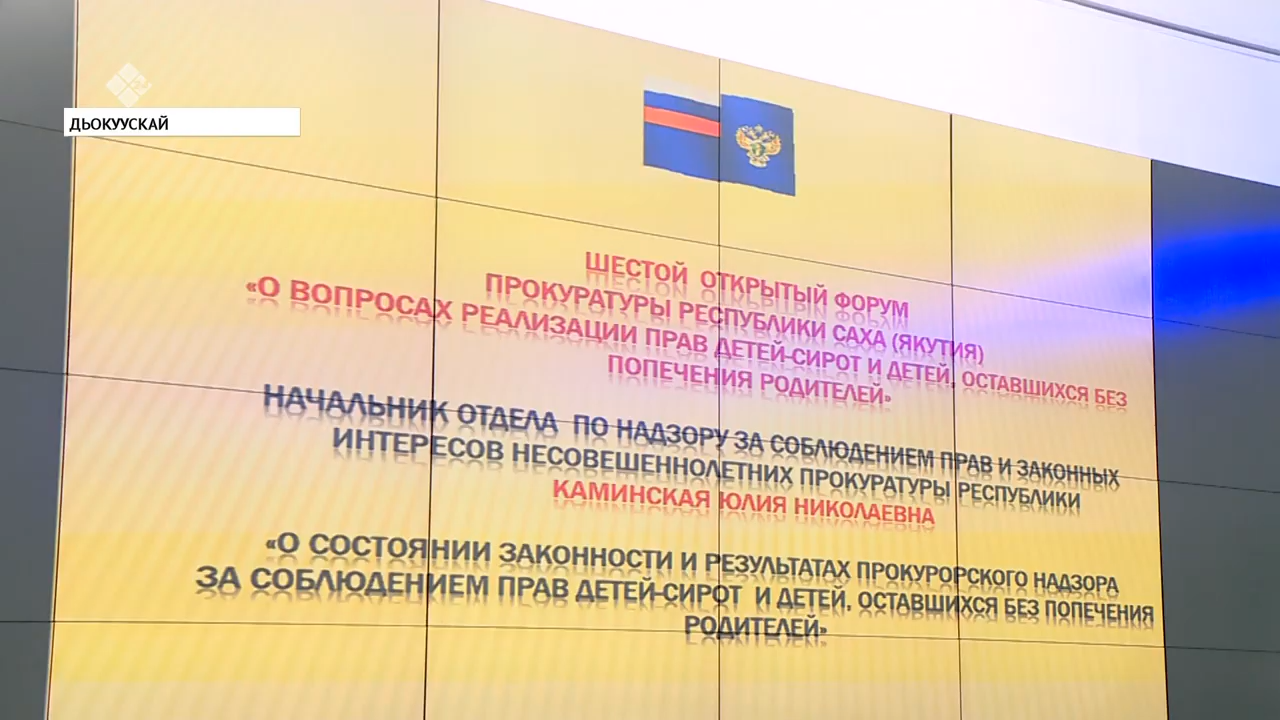 ДЬОКУУСКАЙ
ШЕСТОЙ ОТКРЫТЫЙ ФОРУМ
ПРОКУРАТУРЫ РЕСПУБЛИКИ САХА (ЯКУТИЯ)
«О ВОПРОСАХ РЕАЛИЗАЦИИ ПРАВ ДЕТЕЙ-СИРОТ И ДЕТЕЙ, ОСТАВШИХСЯ БЕЗ
ПОПЕЧЕНИЯ РОДИТЕЛЕЙ»
НАЧАЛЬНИК ОТДЕЛА ПО НАДЗОРУ ЗА СОБЛЮДЕНИЕМ ПРАВ И ЗАКОННЫХ
ИНТЕРЕСОВ НЕСОВЕШЕННОЛЕТНИХ ПРОКУРАТУРЫ РЕСПУБЛИКИ
КАМИНСКАЯ ЮЛИЯ НИКОЛАЕВНА
«О СОСТОЯНИИ ЗАКОННОСТИ И РЕЗУЛЬТАТАХ ПРОКУРОРСКОГО НАДЗОРА
ЗА СОБЛЮДЕНИЕМ ПРАВ ДЕТЕЙ-СИРОТ И ДЕТЕЙ, ОСТАВШИХСЯ БЕЗ ПОПЕЧЕНИЯ
РОДИТЕЛЕЙ»